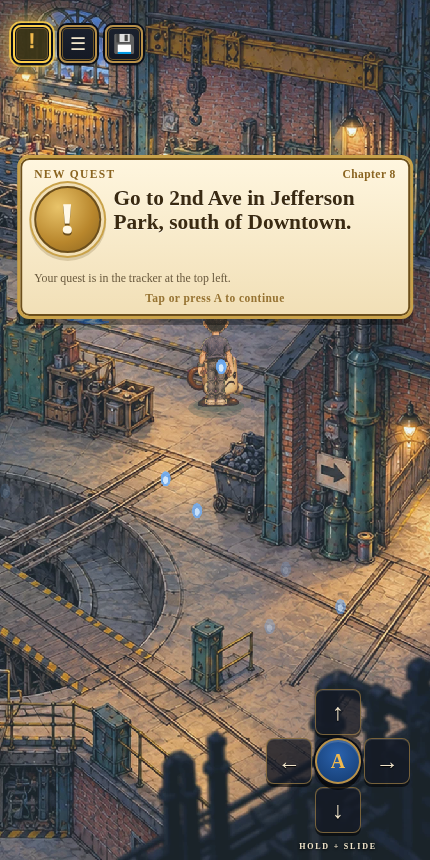 !
☰
NEW QUEST
Chapter 8
!
Go to 2nd Ave in Jefferson
Park, south of Downtown.
Your quest is in the tracker at the top left.
Tap or press A to continue
↑
← A →
↓
HOLD + SLIDE